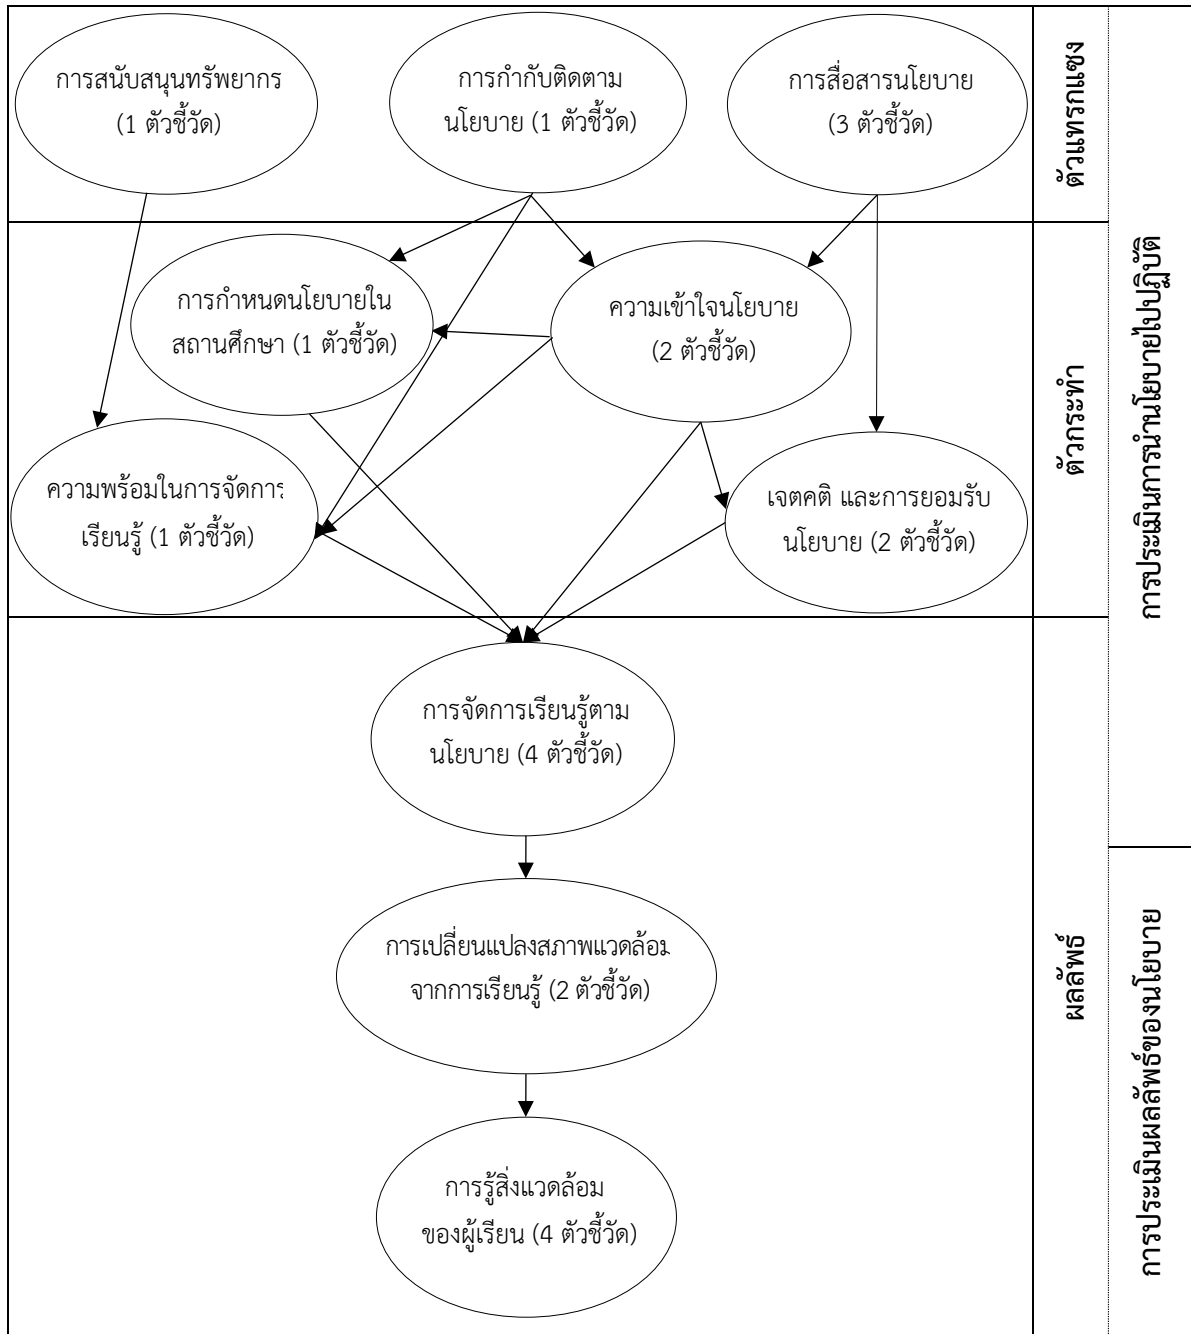 การสนับสนุนทรัพยากร
(1 ตัวชี้วัด)
การกำกับติดตาม
นโยบาย (1 ตัวชี้วัด)
การสื่อสารนโยบาย
(3 ตัวชี้วัด)
ตัวแทรกแซง
การกำหนดนโยบายใน
สถานศึกษา (1 ตัวชี้วัด)
ความเข้าใจนโยบาย
(2 ตัวชี้วัด)
ความพร้อมในการจัดการ
เรียนรู้ (1 ตัวชี้วัด)
เจตคติ และการยอมรับ
นโยบาย (2 ตัวชี้วัด)
ตัวกระทำ
การประเมินการนำนโยบายไปปฏิบัติ
การจัดการเรียนรู้ตาม
นโยบาย (4 ตัวชี้วัด)
การเปลี่ยนแปลงสภาพแวดล้อม
จากการเรียนรู้ (2 ตัวชี้วัด)
การรู้สิ่งแวดล้อม
ของผู้เรียน (4 ตัวชี้วัด)
ผลลัพธ์
การประเมินผลลัพธ์ของนโยบาย